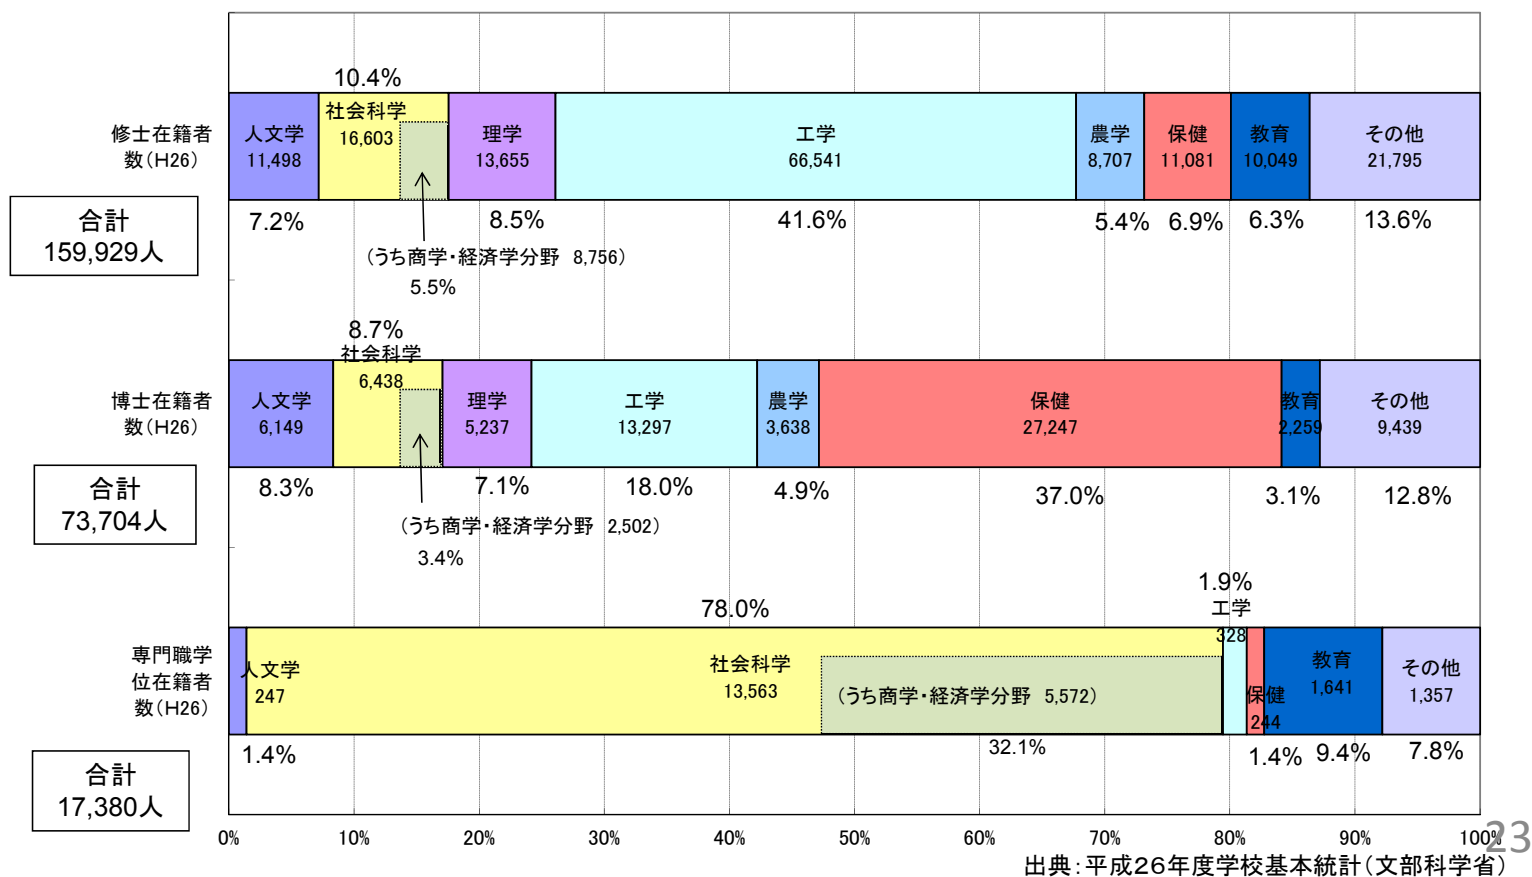 10.4%
修士在籍者
数(H26)
人文学
11,498
社会科学
16,603
理学
13,655
工学
66,541
農学
8,707
保健
11,081
教育
10,049
その他
21,795
合計
159,929人
7.2%
8.5%
41.6%
5.4%
6.9%
6.3%
13.6%
(うち商学・経済学分野 8,756)
5.5%
8.7%
博士在籍者
数(H26)
人文学
6,149
社会科学
6,438
理学
5,237
工学
13,297
農学
3,638
保健
27,247
教育
2,259
その他
9,439
合計
73,704人
8.3%
7.1%
18.0%
4.9%
37.0%
3.1%
12.8%
(うち商学・経済学分野 2,502)
3.4%
78.0%
1.9%
専門職学
位在籍者
数(H26)
人文学
247
社会科学
13,563
(うち商学・経済学分野 5,572)
工学
328
保健
244
教育
1,641
その他
1,357
合計
17,380人
1.4%
32.1%
1.4%
9.4%
7.8%
0%
10%
20%
30%
40%
50%
60%
70%
80%
90%
100%
23
出典:平成26年度学校基本統計(文部科学省)